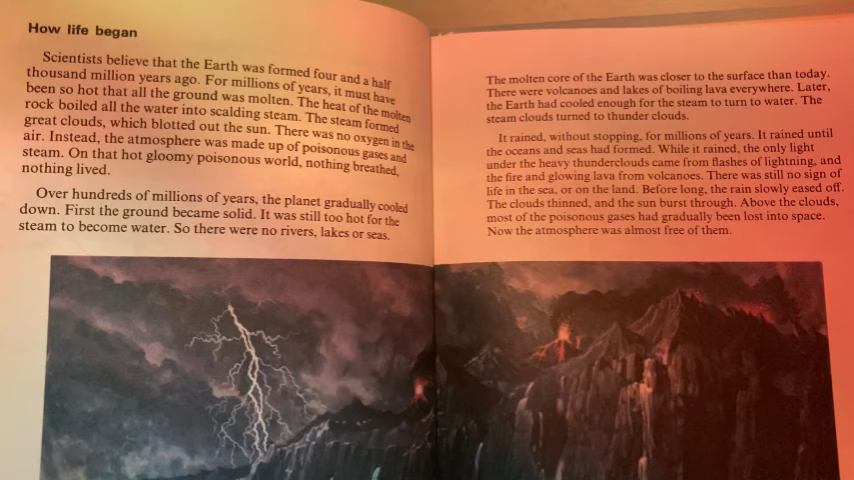 How life began
Scientists believe that the Earth was formed four and a half
thousand million years ago. For millions of years, it must have
been so hot that all the ground was molten. The heat of the molten
rock boiled all the water into scalding steam. The steam formed
great clouds, which blotted out the sun. There was no oxygen in the
air. Instead, the atmosphere was made up of poisonous gases and
steam. On that hot gloomy poisonous world, nothing breathed,
nothing lived.
Over hundreds of millions of years, the planet gradually cooled
down. First the ground became solid. It was still too hot for the
steam to become water. So there were no rivers, lakes or seas.
The molten core of the Earth was closer to the surface than today.
There were volcanoes and lakes of boiling lava everywhere. Later,
the Earth had cooled enough for the steam to turn to water. The
steam clouds turned to thunder clouds.
It rained, without stopping, for millions of years. It rained until
the oceans and seas had formed. While it rained, the only light
under the heavy thunderclouds came from flashes of lightning, and
the fire and glowing lava from volcanoes. There was still no sign of
life in the sea, or on the land. Before long, the rain slowly eased off.
The clouds thinned, and the sun burst through. Above the clouds,
most of the poisonous gases had gradually been lost into space.
Now the atmosphere was almost free of them.